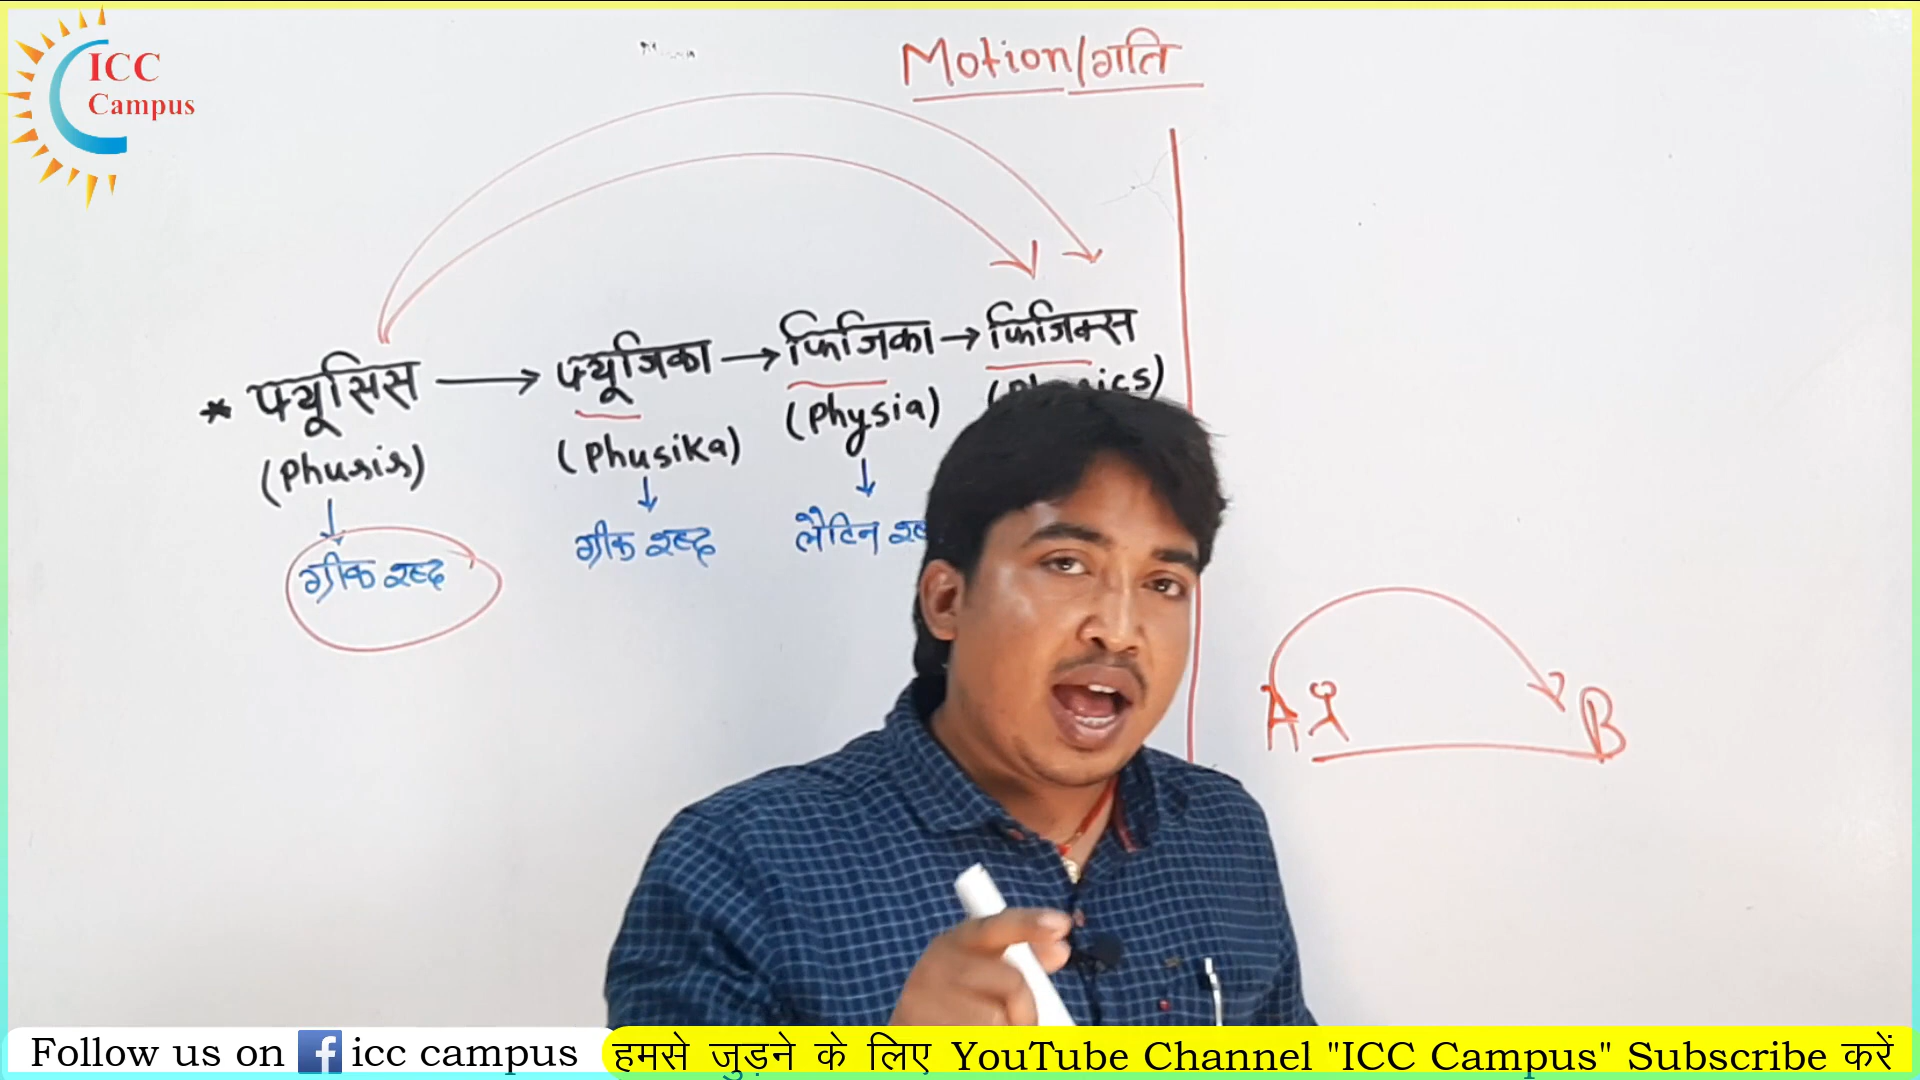 ICC
Campus
Motion/गति
* फ्यूसिस → फ्यूजिका → फिजिका → फिजिक्स
(Phusis) (Phusika) (Physia)
ग्रीक शब्द ग्रीक शब्द लैटिन
A B
Follow us on f icc campus
हमसे जुड़ने के लिए YouTube Channel "ICC Campus" Subscribe करें